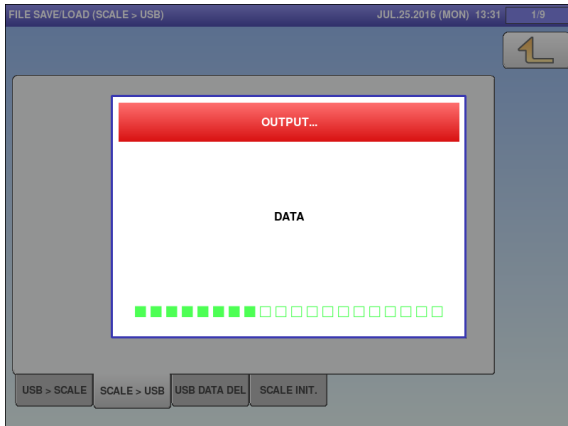 FILE SAVE/LOAD (SCALE > USB) JUL.25.2016 (MON) 13:31 1/9
OUTPUT...
DATA
USB > SCALE SCALE > USB USB DATA DEL SCALE INIT.